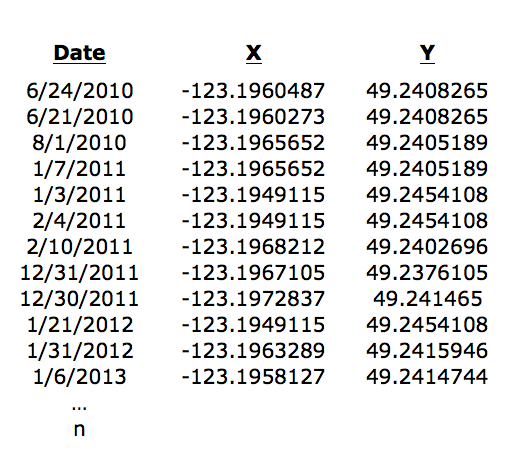 Date X Y
6/24/2010 -123.1960487 49.2408265
6/21/2010 -123.1960273 49.2408265
8/1/2010 -123.1965652 49.2405189
1/7/2011 -123.1965652 49.2405189
1/3/2011 -123.1949115 49.2454108
2/4/2011 -123.1949115 49.2454108
2/10/2011 -123.1968212 49.2402696
12/31/2011 -123.1967105 49.2376105
12/30/2011 -123.1972837 49.241465
1/21/2012 -123.1949115 49.2454108
1/31/2012 -123.1963289 49.2415946
1/6/2013 -123.1958127 49.2414744
...
n